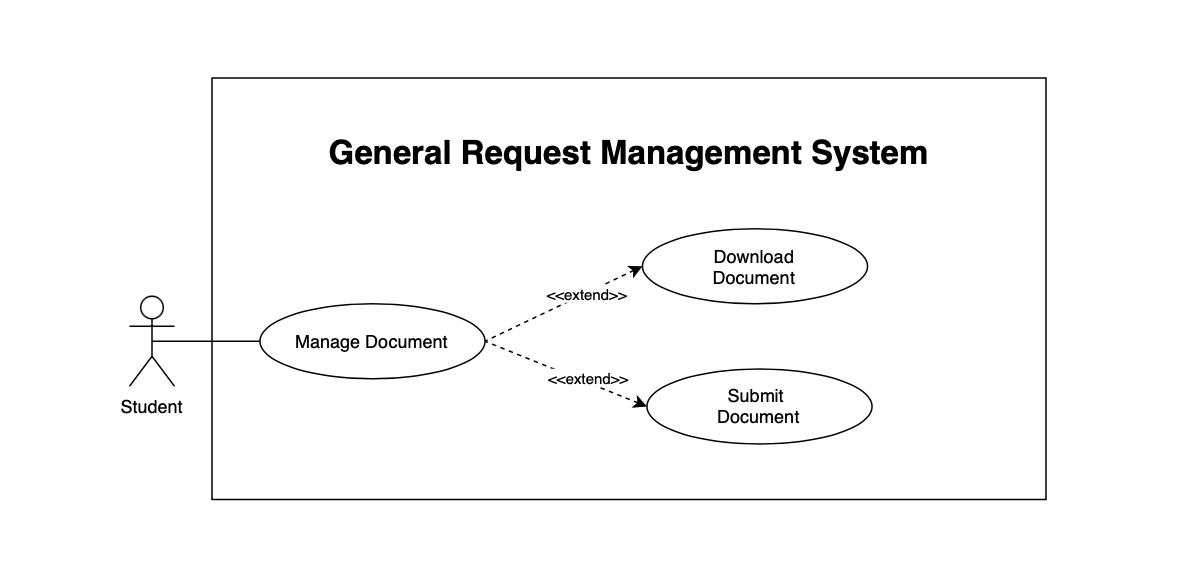 General Request Management System
Download
Document
<<extend>>
Manage Document
<<extend>>
Submit
Document
Student